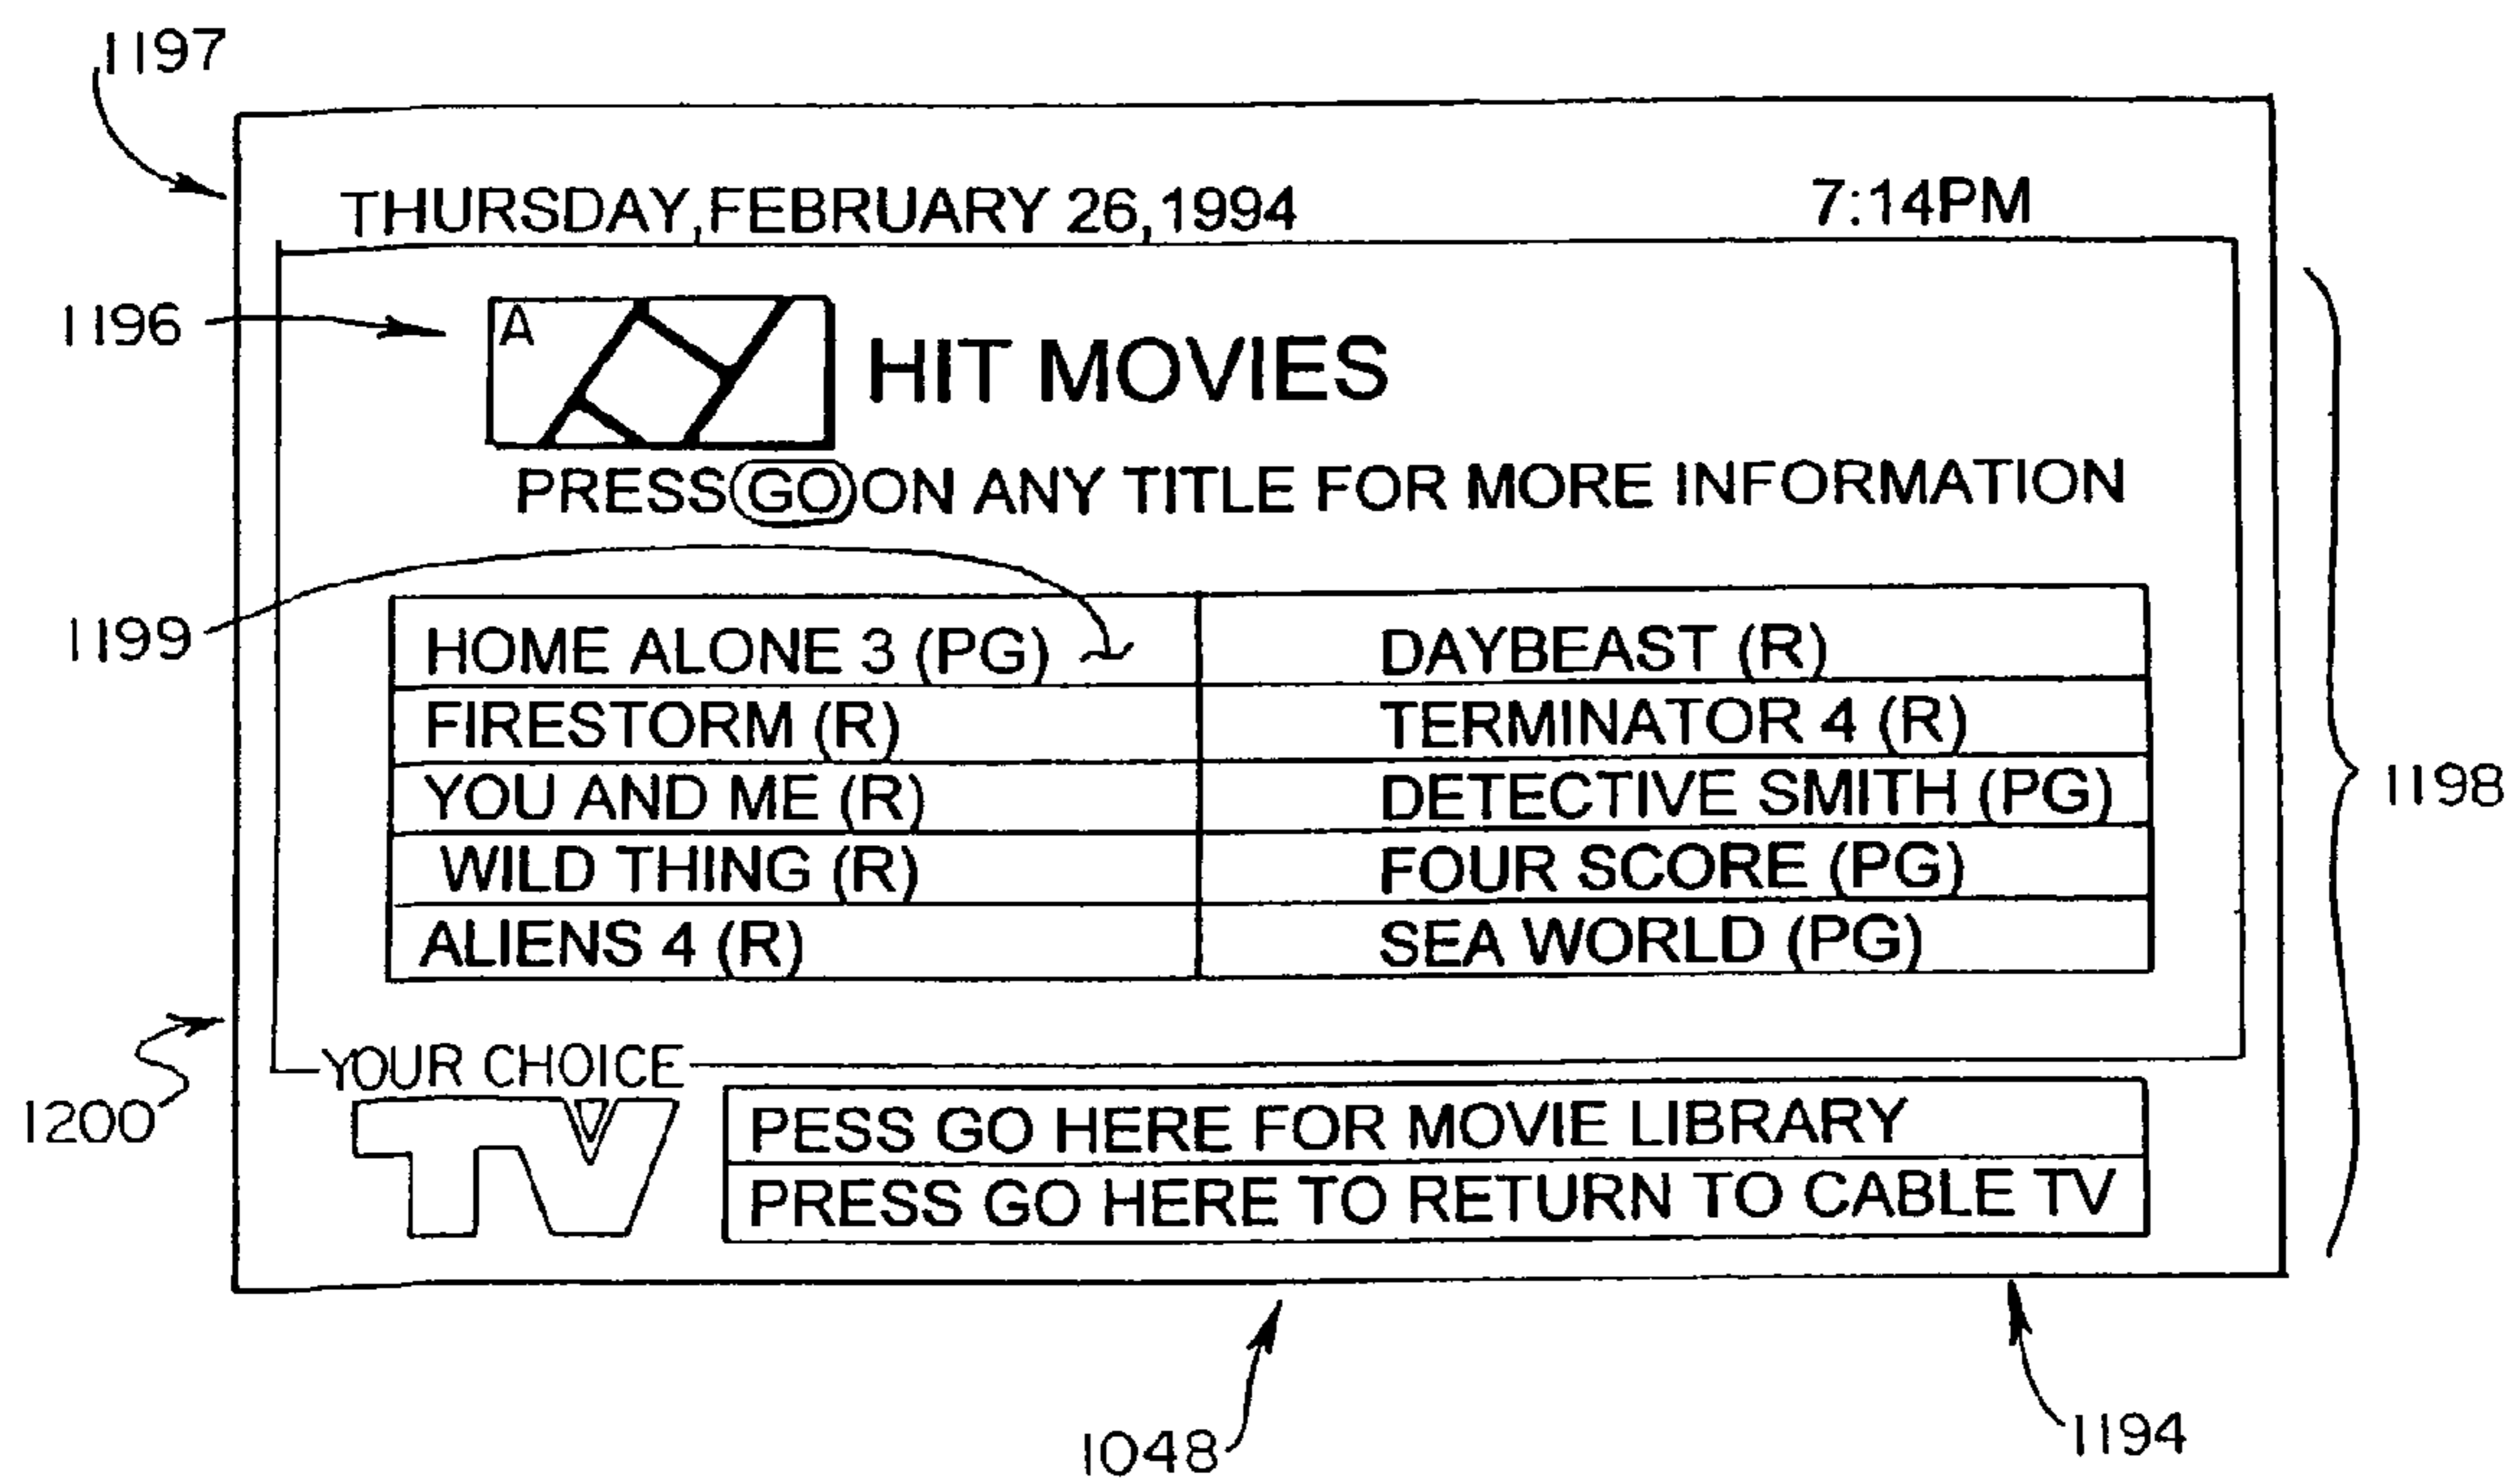 1197
THURSDAY, FEBRUARY 26, 1994 7:14PM
1196
A
HIT MOVIES
PRESS GO ON ANY TITLE FOR MORE INFORMATION
1199
HOME ALONE 3 (PG) DAYBEAST (R)
FIRESTORM (R) TERMINATOR 4 (R)
YOU AND ME (R) DETECTIVE SMITH (PG)
1198
WILD THING (R) FOUR SCORE (PG)
ALIENS 4 (R) SEA WORLD (PG)
1200
YOUR CHOICE
TV
PESS GO HERE FOR MOVIE LIBRARY
PRESS GO HERE TO RETURN TO CABLE TV
1048
1194